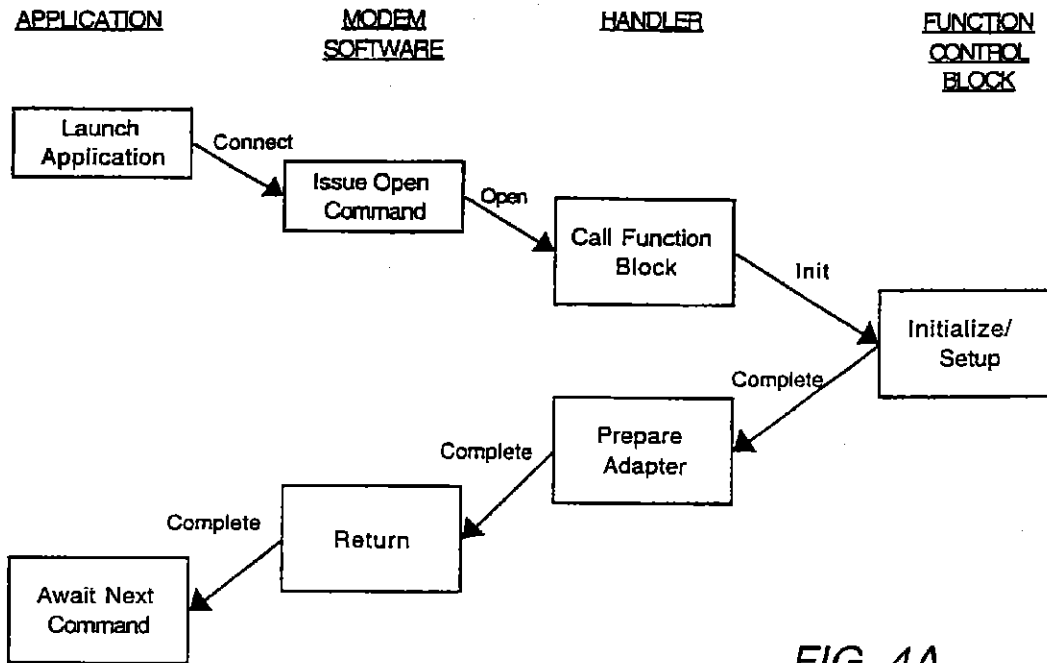 APPLICATION
MODEM
SOFTWARE
HANDLER
FUNCTION
CONTROL
BLOCK
Launch
Application
Connect
Issue Open
Command
Open
Call Function
Block
Init
Initialize/
Setup
Complete
Prepare
Adapter
Complete
Return
Complete
Await Next
Command
FIG. 4A